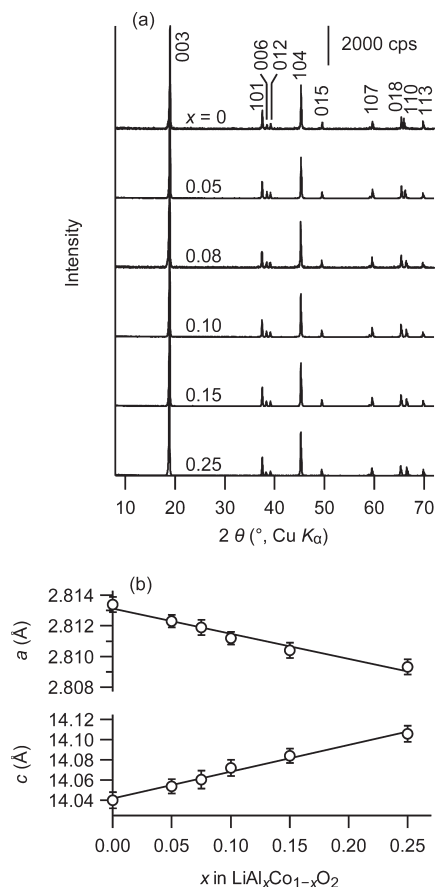 (a)
2000 cps
003
101
006
012
104
015
107
018
110
113
x = 0
0.05
0.08
0.10
0.15
0.25
Intensity
10 20 30 40 50 60 70
2 θ (°, Cu Kα)
(b)
2.814
2.812
2.810
2.808
a (Å)
14.12
14.10
14.08
14.06
14.04
c (Å)
0.00 0.05 0.10 0.15 0.20 0.25
x in LiAlxCo1−xO2